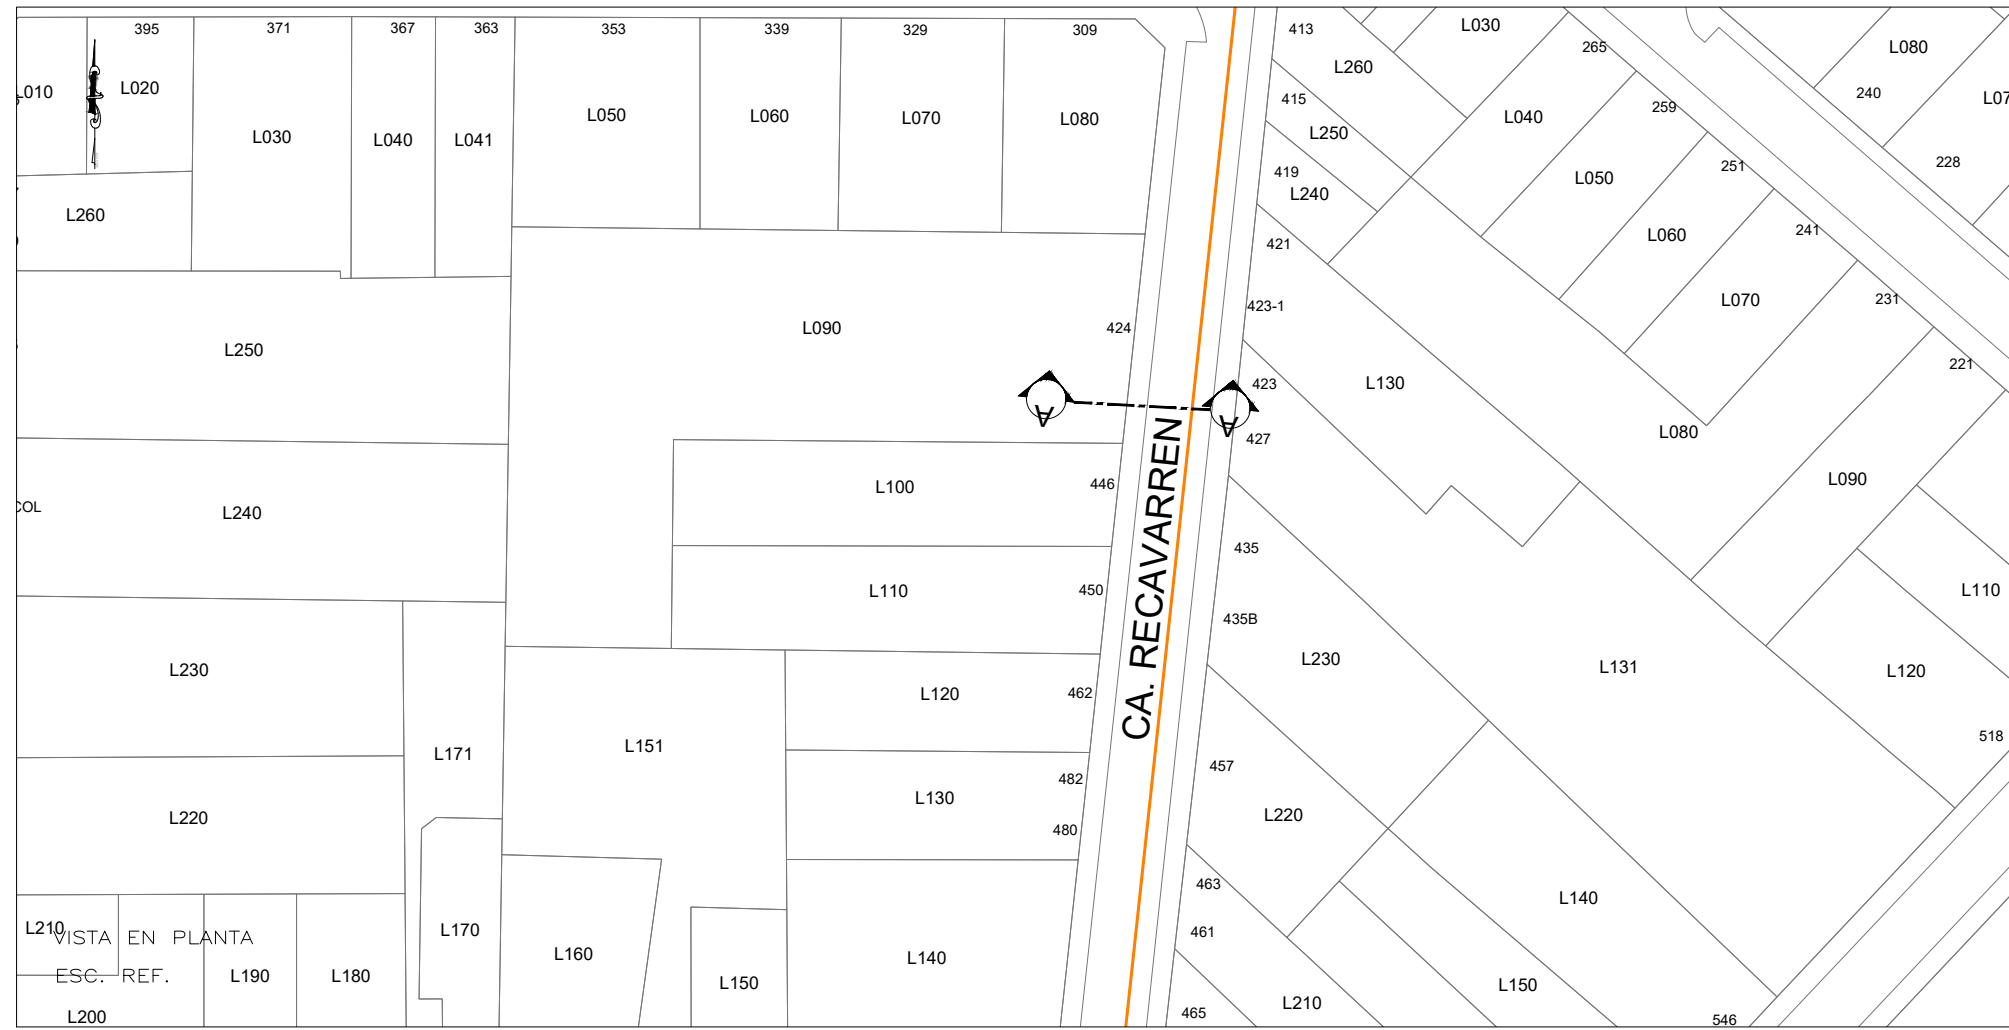 395
371
367
363
353
339
329
309
413
L030
265
L080
L010
L020
L030
L040
L041
L050
L060
L070
L080
L260
415
L250
L040
259
240
L07
419
L240
L050
251
228
L260
421
L060
241
L250
L090
424
423-1
L070
231
423
L130
221
A
A
427
L080
CA. RECAVARREN
COL
L240
L100
446
L090
435
L110
450
435B
L110
L230
L120
462
L230
L131
L120
L171
L151
482
457
518
L220
L130
480
L220
463
461
L140
L210
VISTA EN PLANTA
ESC. REF.
L190
L180
L170
L160
L150
L140
L150
L210
465
546
L200